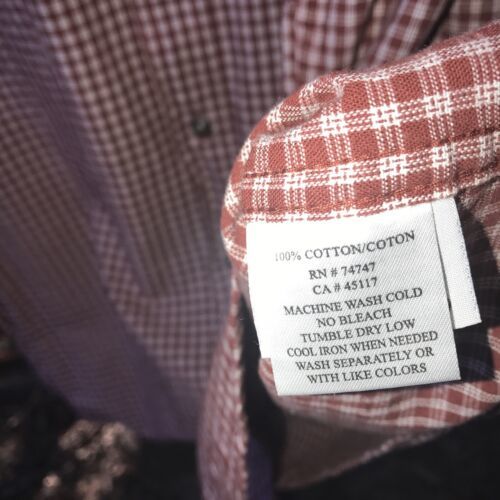 100% COTTON/COTON
RN # 74747
CA # 45117
MACHINE WASH COLD
NO BLEACH
TUMBLE DRY LOW
COOL IRON WHEN NEEDED
WASH SEPARATELY OR
WITH LIKE COLORS